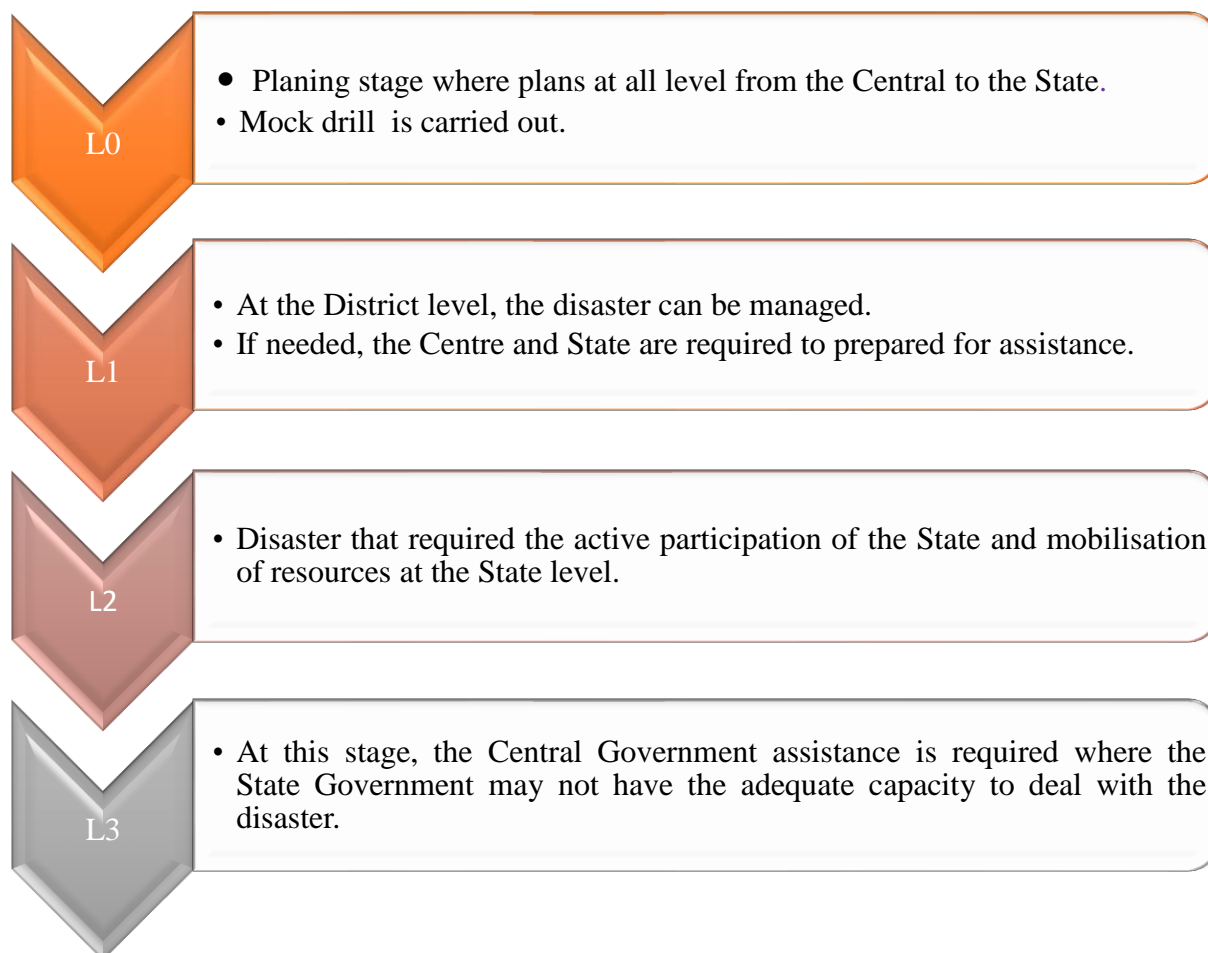 • Planing stage where plans at all level from the Central to the State.
• Mock drill is carried out.
L0
• At the District level, the disaster can be managed.
• If needed, the Centre and State are required to prepared for assistance.
L1
• Disaster that required the active participation of the State and mobilisation
of resources at the State level.
L2
• At this stage, the Central Government assistance is required where the
State Government may not have the adequate capacity to deal with the
disaster.
L3